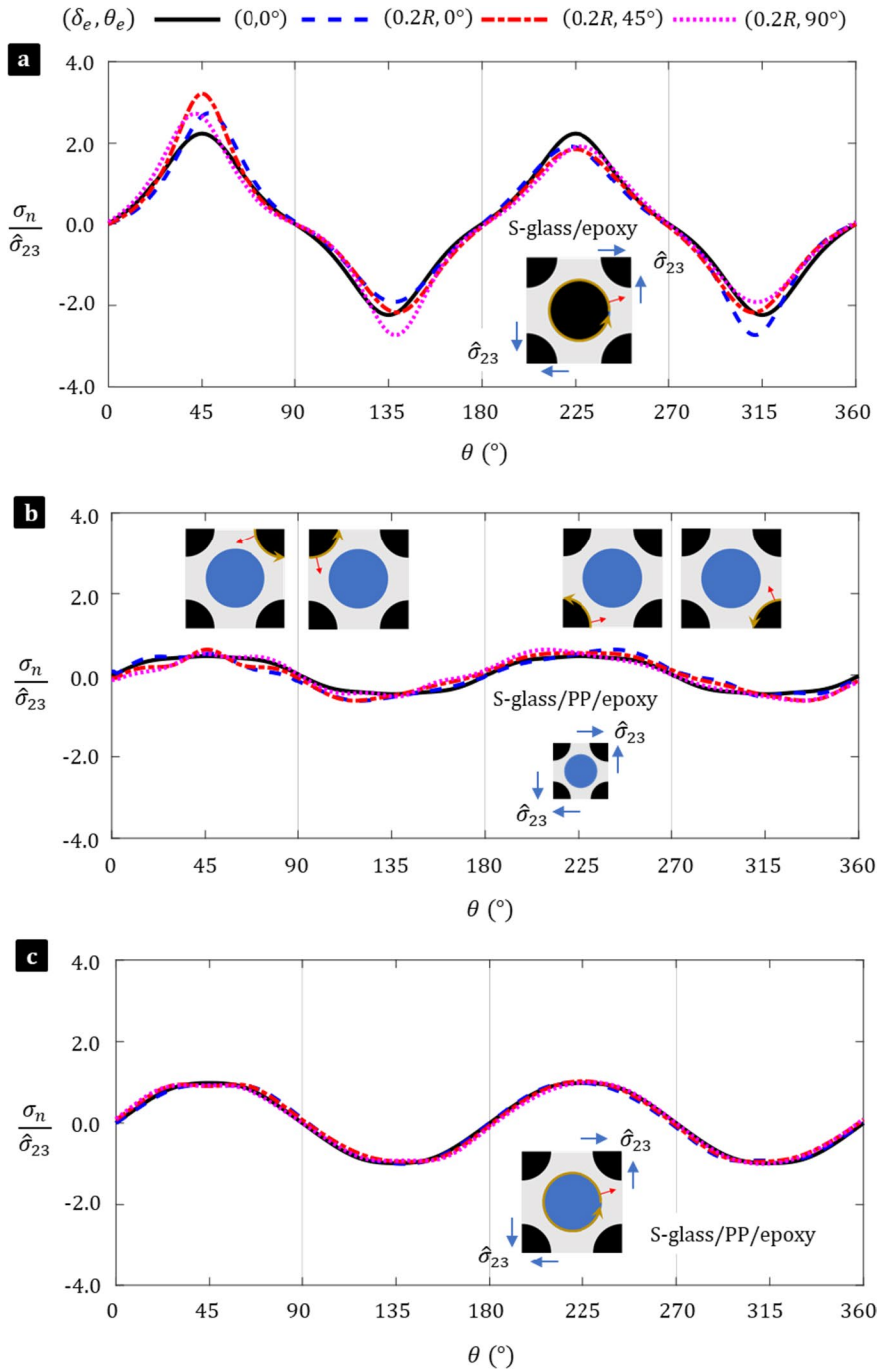 (δₑ, θₑ) (0,0°) (0.2R, 0°) (0.2R, 45°) (0.2R, 90°)
a
4.0
2.0
0.0
-2.0
-4.0
σₙ
σ̂₂₃
S-glass/epoxy
σ̂₂₃
σ̂₂₃
0 45 90 135 180 225 270 315 360
θ (°)
b
4.0
2.0
0.0
-2.0
-4.0
σₙ
σ̂₂₃
S-glass/PP/epoxy
σ̂₂₃
σ̂₂₃
0 45 90 135 180 225 270 315 360
θ (°)
c
4.0
2.0
0.0
-2.0
-4.0
σₙ
σ̂₂₃
σ̂₂₃
σ̂₂₃
S-glass/PP/epoxy
0 45 90 135 180 225 270 315 360
θ (°)